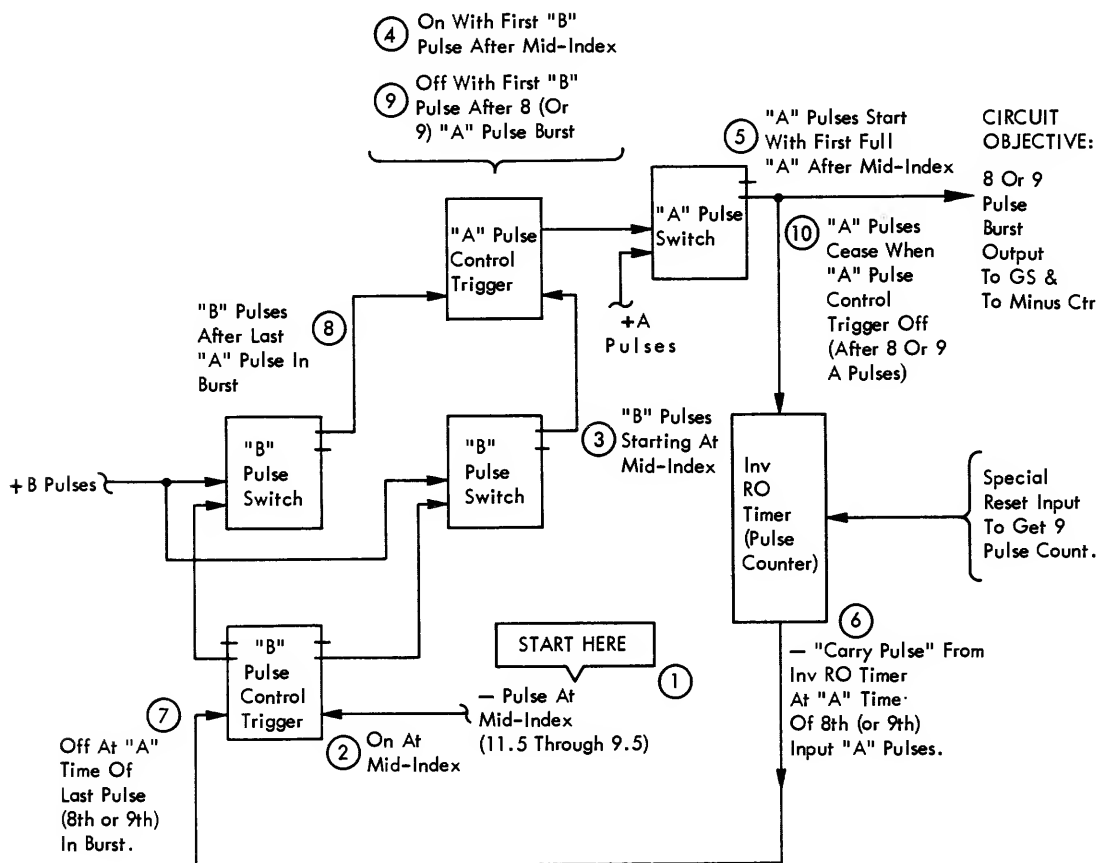 4
On With First "B"
Pulse After Mid-Index
9
Off With First "B"
Pulse After 8 (Or
9) "A" Pulse Burst
5
"A" Pulses Start
With First Full
"A" After Mid-Index
CIRCUIT
OBJECTIVE:
8 Or 9
Pulse
Burst
Output
To GS &
To Minus Ctr
"A" Pulse
Control
Trigger
"A" Pulse
Switch
+A
Pulses
10
"A" Pulses
Cease When
"A" Pulse
Control
Trigger Off
(After 8 Or 9
A Pulses)
"B" Pulses
After Last
"A" Pulse In
Burst
8
+B Pulses
"B"
Pulse
Switch
"B"
Pulse
Switch
3
"B" Pulses
Starting At
Mid-Index
Inv
RO
Timer
(Pulse
Counter)
Special
Reset Input
To Get 9
Pulse Count.
"B"
Pulse
Control
Trigger
START HERE
1
– Pulse At
Mid-Index
(11.5 Through 9.5)
2
On At
Mid-Index
6
– "Carry Pulse" From
Inv RO Timer
At "A" Time
Of 8th (or 9th)
Input "A" Pulses.
7
Off At "A"
Time Of
Last Pulse
(8th or 9th)
In Burst.